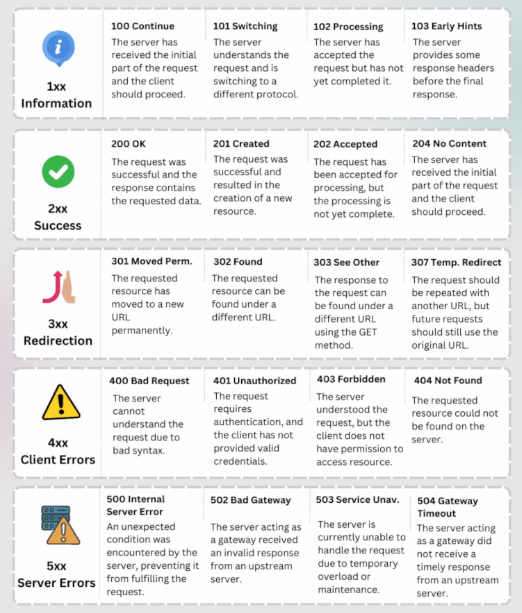 1xx
Information
100 Continue
The server has
received the initial
part of the request
and the client
should proceed.
101 Switching
The server
understands the
request and is
switching to
a different protocol.
102 Processing
The server has
accepted the
request but has not
yet completed it.
103 Early Hints
The server
provides some
response headers
before the final
response.
2xx
Success
200 OK
The request was
successful and the
response contains
the requested data.
201 Created
The request was
successful and
resulted in the
creation of a new
resource.
202 Accepted
The request has
been accepted for
processing, but
the processing is
not yet complete.
204 No Content
The server has
received the initial
part of the request
and the client
should proceed.
3xx
Redirection
301 Moved Perm.
The requested
resource has
moved to a new
URL
permanently.
302 Found
The requested
resource can be
found under a
different URL.
303 See Other
The response to
the request can
be found under a
different URL
using the GET
method.
307 Temp. Redirect
The request should
be repeated with
another URL, but
future requests
should still use the
original URL.
4xx
Client Errors
400 Bad Request
The server
cannot
understand the
request due to
bad syntax.
401 Unauthorized
The request
requires
authentication, and
the client has not
provided valid
credentials.
403 Forbidden
The server
understood the
request, but the
client does not
have permission to
access resource.
404 Not Found
The requested
resource could not
be found on the
server.
5xx
Server Errors
500 Internal
Server Error
An unexpected
condition was
encountered by the
server, preventing it
from fulfilling the
request.
502 Bad Gateway
The server acting as
a gateway received
an invalid response
from an upstream
server.
503 Service Unav.
The server is
currently unable to
handle the request
due to temporary
overload or
maintenance.
504 Gateway
Timeout
The server acting
as a gateway did
not receive a
timely response
from an upstream
server.